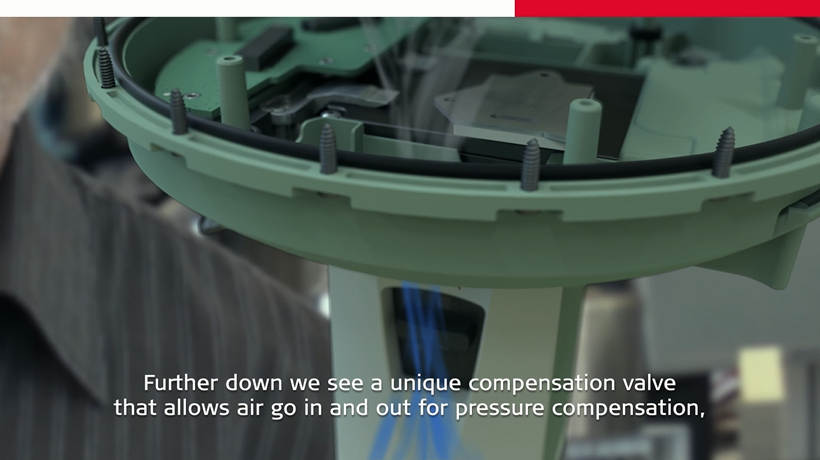 Further down we see a unique compensation valve
that allows air go in and out for pressure compensation,